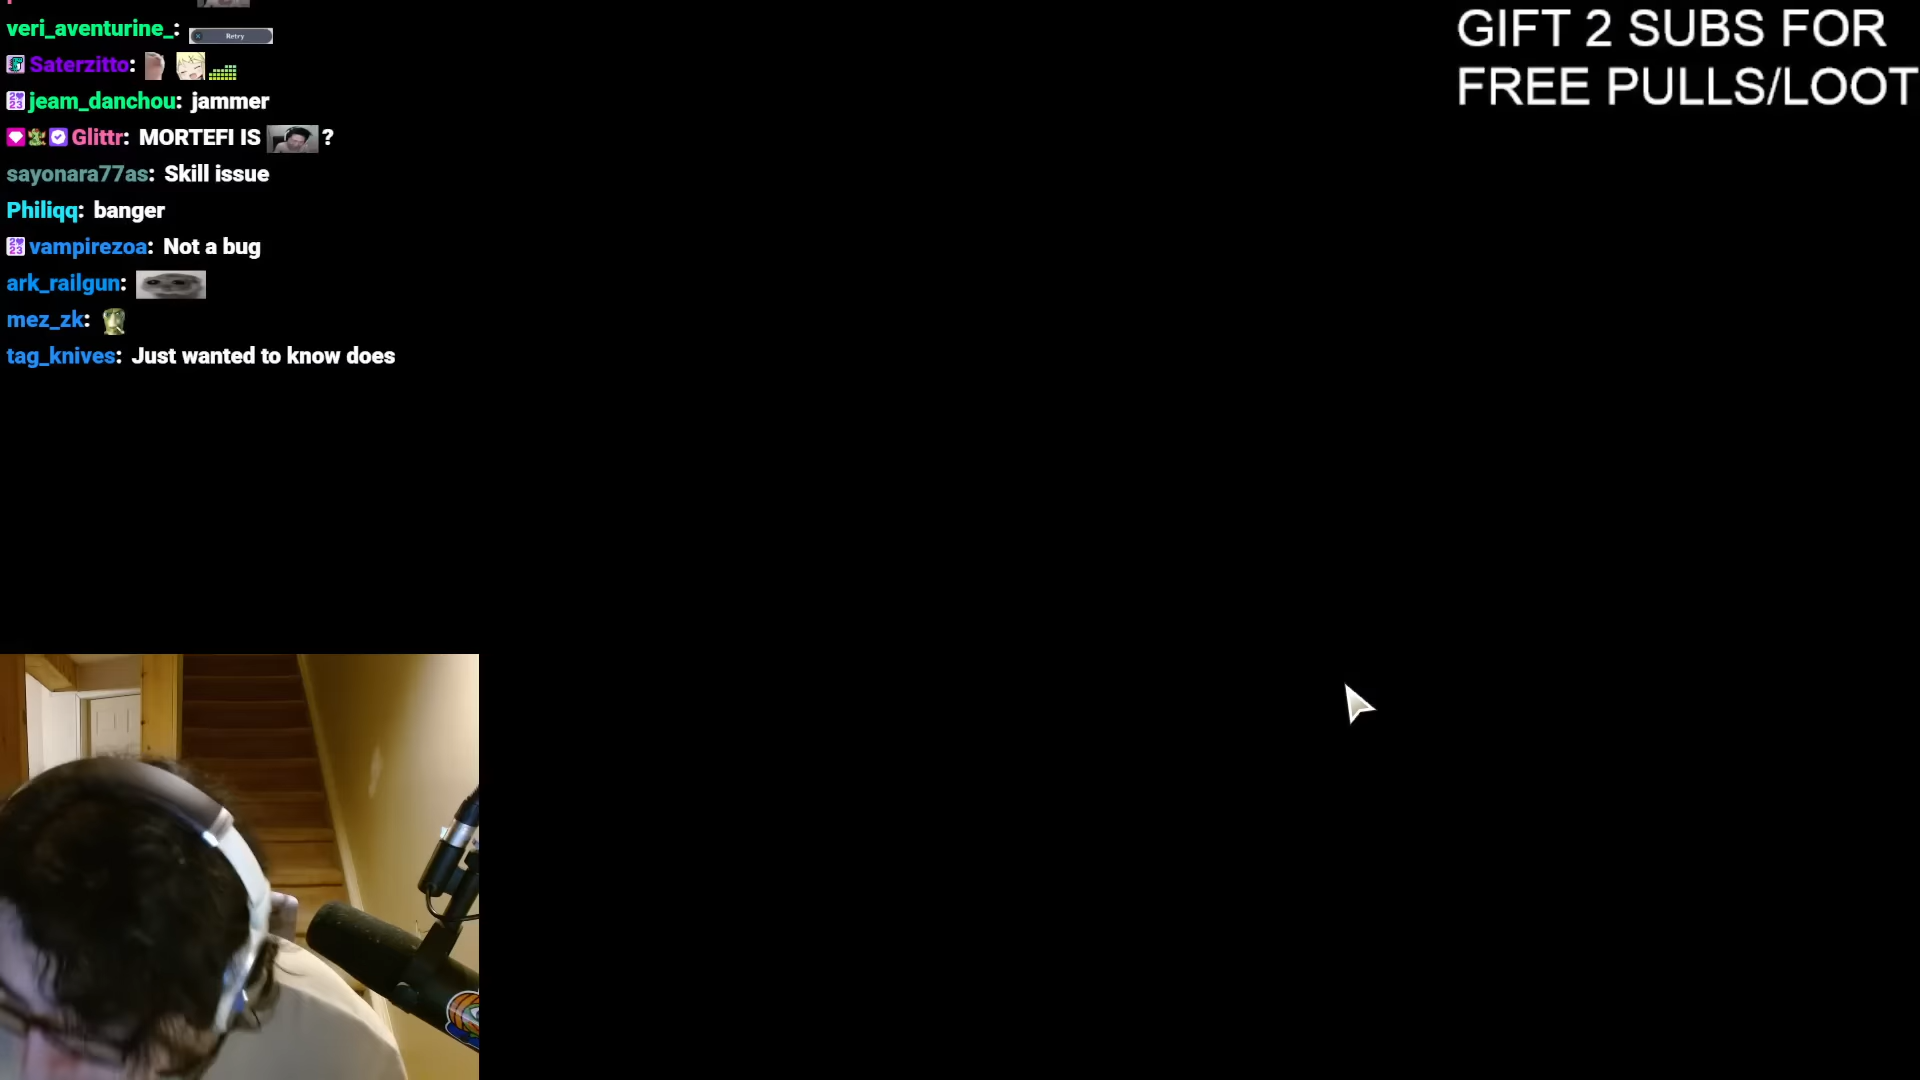 GIFT 2 SUBS FOR
FREE PULLS/LOOT
veri_aventurine_: Retry
Saterzitto:
jeam_danchou: jammer
Glittr: MORTEFI IS ?
sayonara77as: Skill issue
Philiqq: banger
vampirezoa: Not a bug
ark_railgun:
mez_zk:
tag_knives: Just wanted to know does